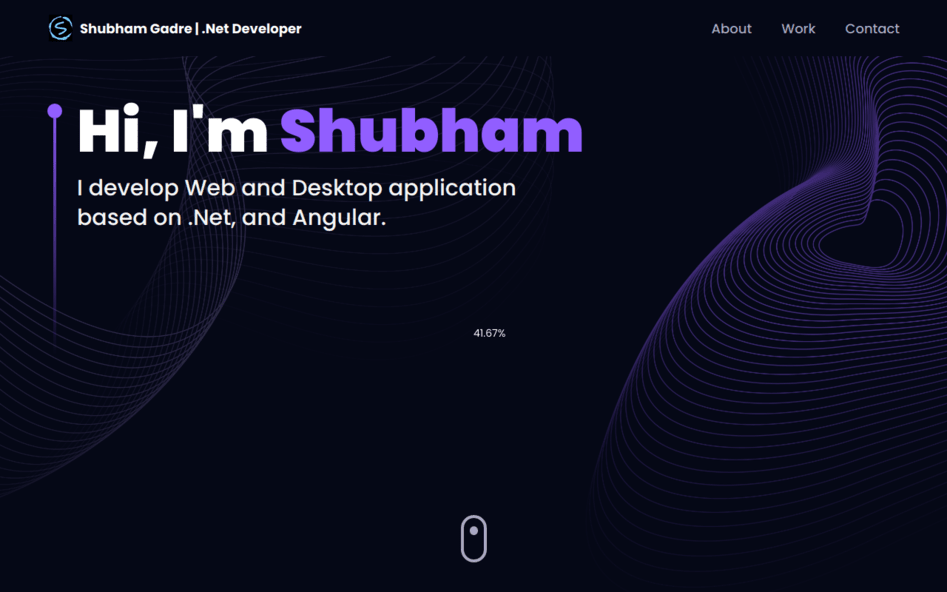 Shubham Gadre | .Net Developer
About
Work
Contact
Hi, I'm Shubham
I develop Web and Desktop application
based on .Net, and Angular.
41.67%